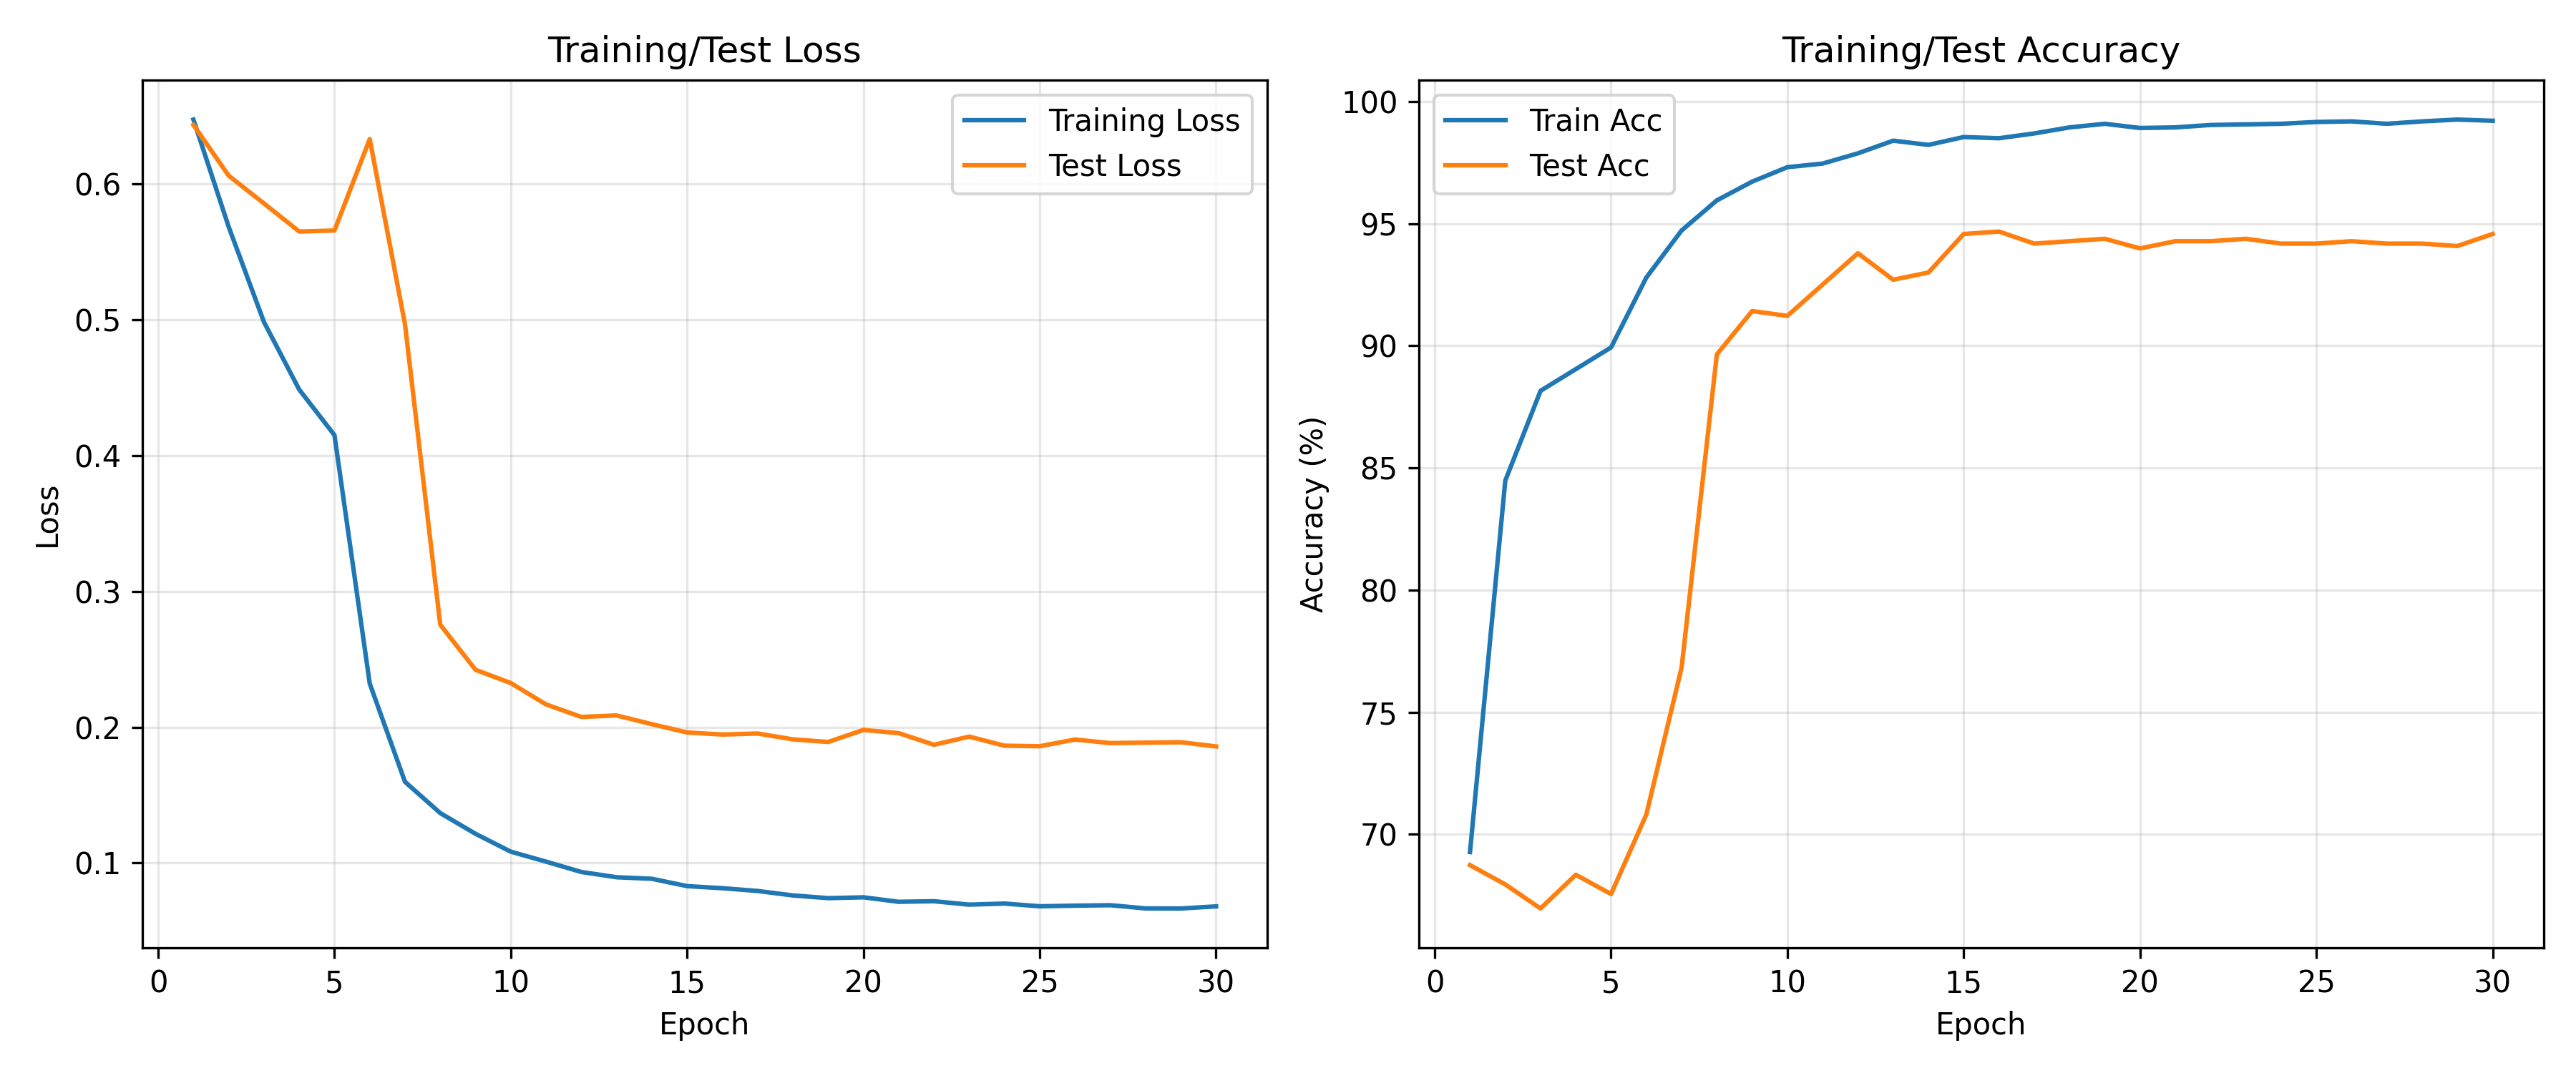 Training/Test Loss
Training Loss
Test Loss
Loss
0.6
0.5
0.4
0.3
0.2
0.1
0 5 10 15 20 25 30
Epoch
Training/Test Accuracy
Train Acc
Test Acc
Accuracy (%)
100
95
90
85
80
75
70
0 5 10 15 20 25 30
Epoch